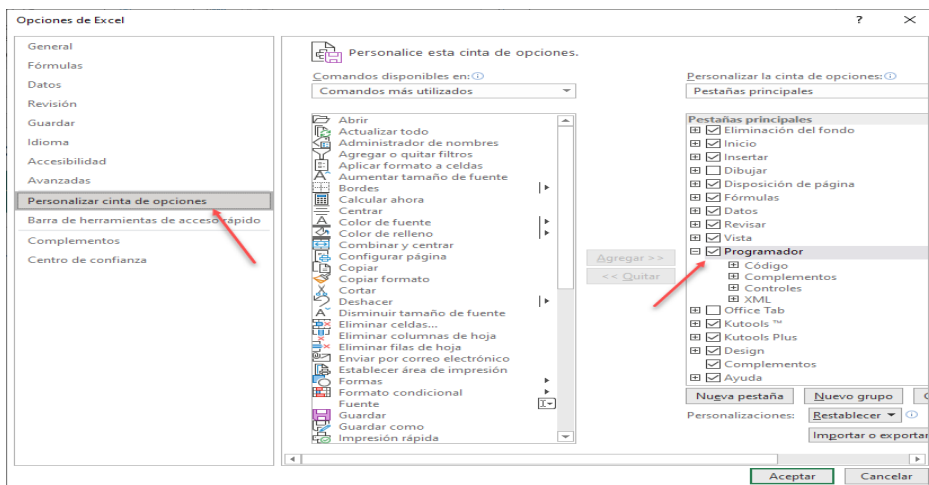 Opciones de Excel
?
General
Fórmulas
Datos
Revisión
Guardar
Idioma
Accesibilidad
Avanzadas
Personalizar cinta de opciones
Barra de herramientas de acceso rápido
Complementos
Centro de confianza
Personalice esta cinta de opciones.
Comandos disponibles en:
Comandos más utilizados
Abrir
Actualizar todo
Administrador de nombres
Agregar o quitar filtros
Aplicar formato a celdas
Aumentar tamaño de fuente
Bordes
Calcular ahora
Centrar
Color de fuente
Color de relleno
Combinar y centrar
Configurar página
Copiar
Copiar formato
Cortar
Deshacer
Disminuir tamaño de fuente
Eliminar celdas...
Eliminar columnas de hoja
Eliminar filas de hoja
Enviar por correo electrónico
Establecer área de impresión
Formas
Formato condicional
Fuente
Guardar
Guardar como
Impresión rápida
Agregar >>
<< Quitar
Personalizar la cinta de opciones:
Pestañas principales
Pestañas principales
Eliminación del fondo
Inicio
Insertar
Dibujar
Disposición de página
Fórmulas
Datos
Revisar
Vista
Programador
Código
Complementos
Controles
XML
Office Tab
Kutools ™
Kutools Plus
Design
Complementos
Ayuda
Nueva pestaña
Nuevo grupo
Personalizaciones:
Restablecer
Importar o exportar
Aceptar
Cancelar